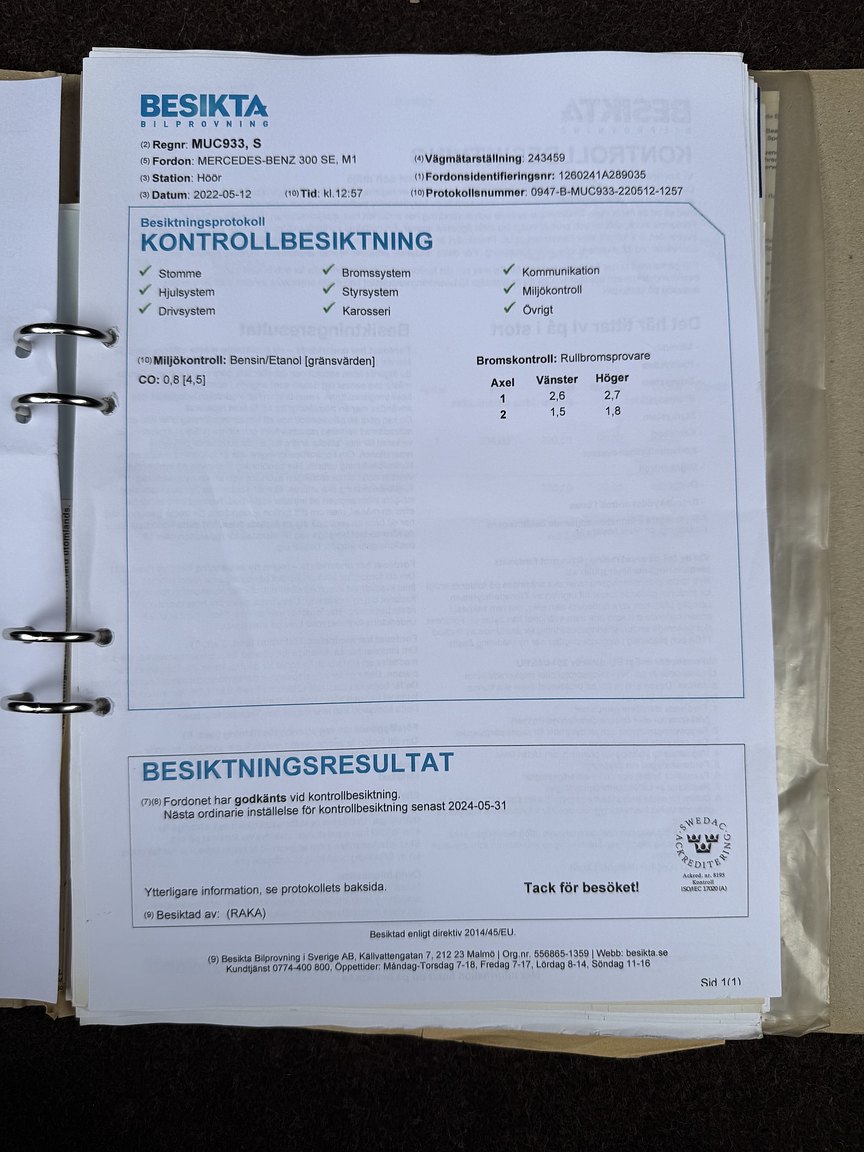 BESIKTA
BILPROVNING
(2) Regnr: MUC933, S
(5) Fordon: MERCEDES-BENZ 300 SE, M1
(4) Vägmätarställning: 243459
(3) Station: Höör
(1) Fordonsidentifieringsnr: 1260241A289035
(3) Datum: 2022-05-12 (10) Tid: kl.12:57
(10) Protokollsnummer: 0947-B-MUC933-220512-1257
Besiktningsprotokoll
KONTROLLBESIKTNING
✓ Stomme ✓ Bromssystem ✓ Kommunikation
✓ Hjulsystem ✓ Styrsystem ✓ Miljökontroll
✓ Drivsystem ✓ Karosseri ✓ Övrigt
(10) Miljökontroll: Bensin/Etanol [gränsvärden]
CO: 0,8 [4,5]
Bromskontroll: Rullbromsprovare
Axel Vänster Höger
1 2,6 2,7
2 1,5 1,8
BESIKTNINGSRESULTAT
(7)(8) Fordonet har godkänts vid kontrollbesiktning.
Nästa ordinarie inställelse för kontrollbesiktning senast 2024-05-31
SWEDAC
ACKREDITERING
Ackred. nr. 8195
Kontroll
ISO/IEC 17020 (A)
Ytterligare information, se protokollets baksida.
Tack för besöket!
(9) Besiktad av: (RAKA)
Besiktad enligt direktiv 2014/45/EU.
(9) Besikta Bilprovning i Sverige AB, Källvattengatan 7, 212 23 Malmö | Org.nr. 556865-1359 | Webb: besikta.se
Kundtjänst 0774-400 800, Öppettider: Måndag-Torsdag 7-18, Fredag 7-17, Lördag 8-14, Söndag 11-16
Sid 1(1)